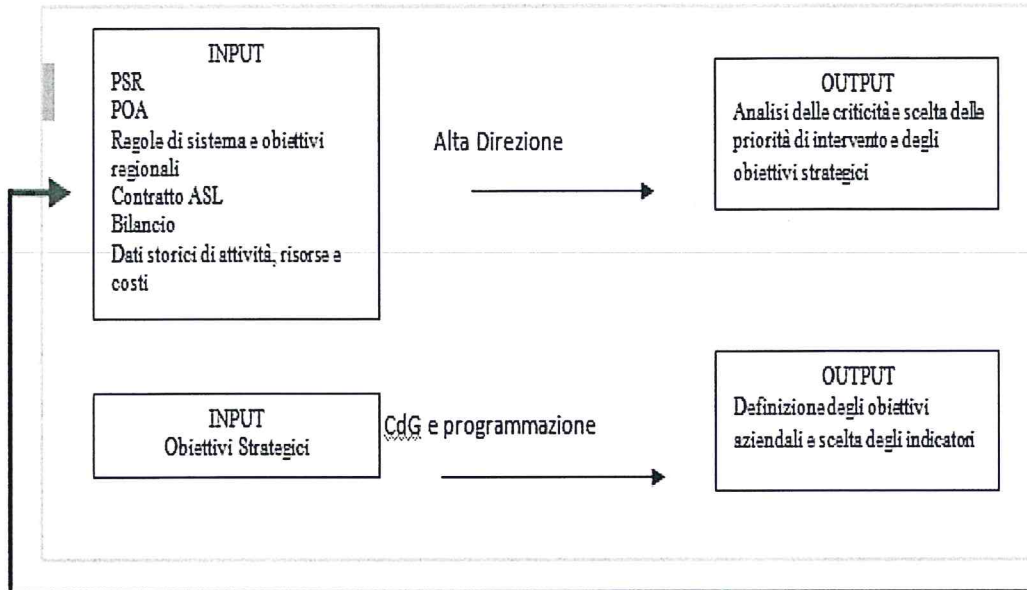 INPUT
PSR
POA
Regole di sistema e obiettivi
regionali
Contratto ASL
Bilancio
Dati storici di attività, risorse e
costi
Alta Direzione
OUTPUT
Analisi delle criticità e scelta delle
priorità di intervento e degli
obiettivi strategici
INPUT
Obiettivi Strategici
CdG e programmazione
OUTPUT
Definizione degli obiettivi
aziendali e scelta degli indicatori